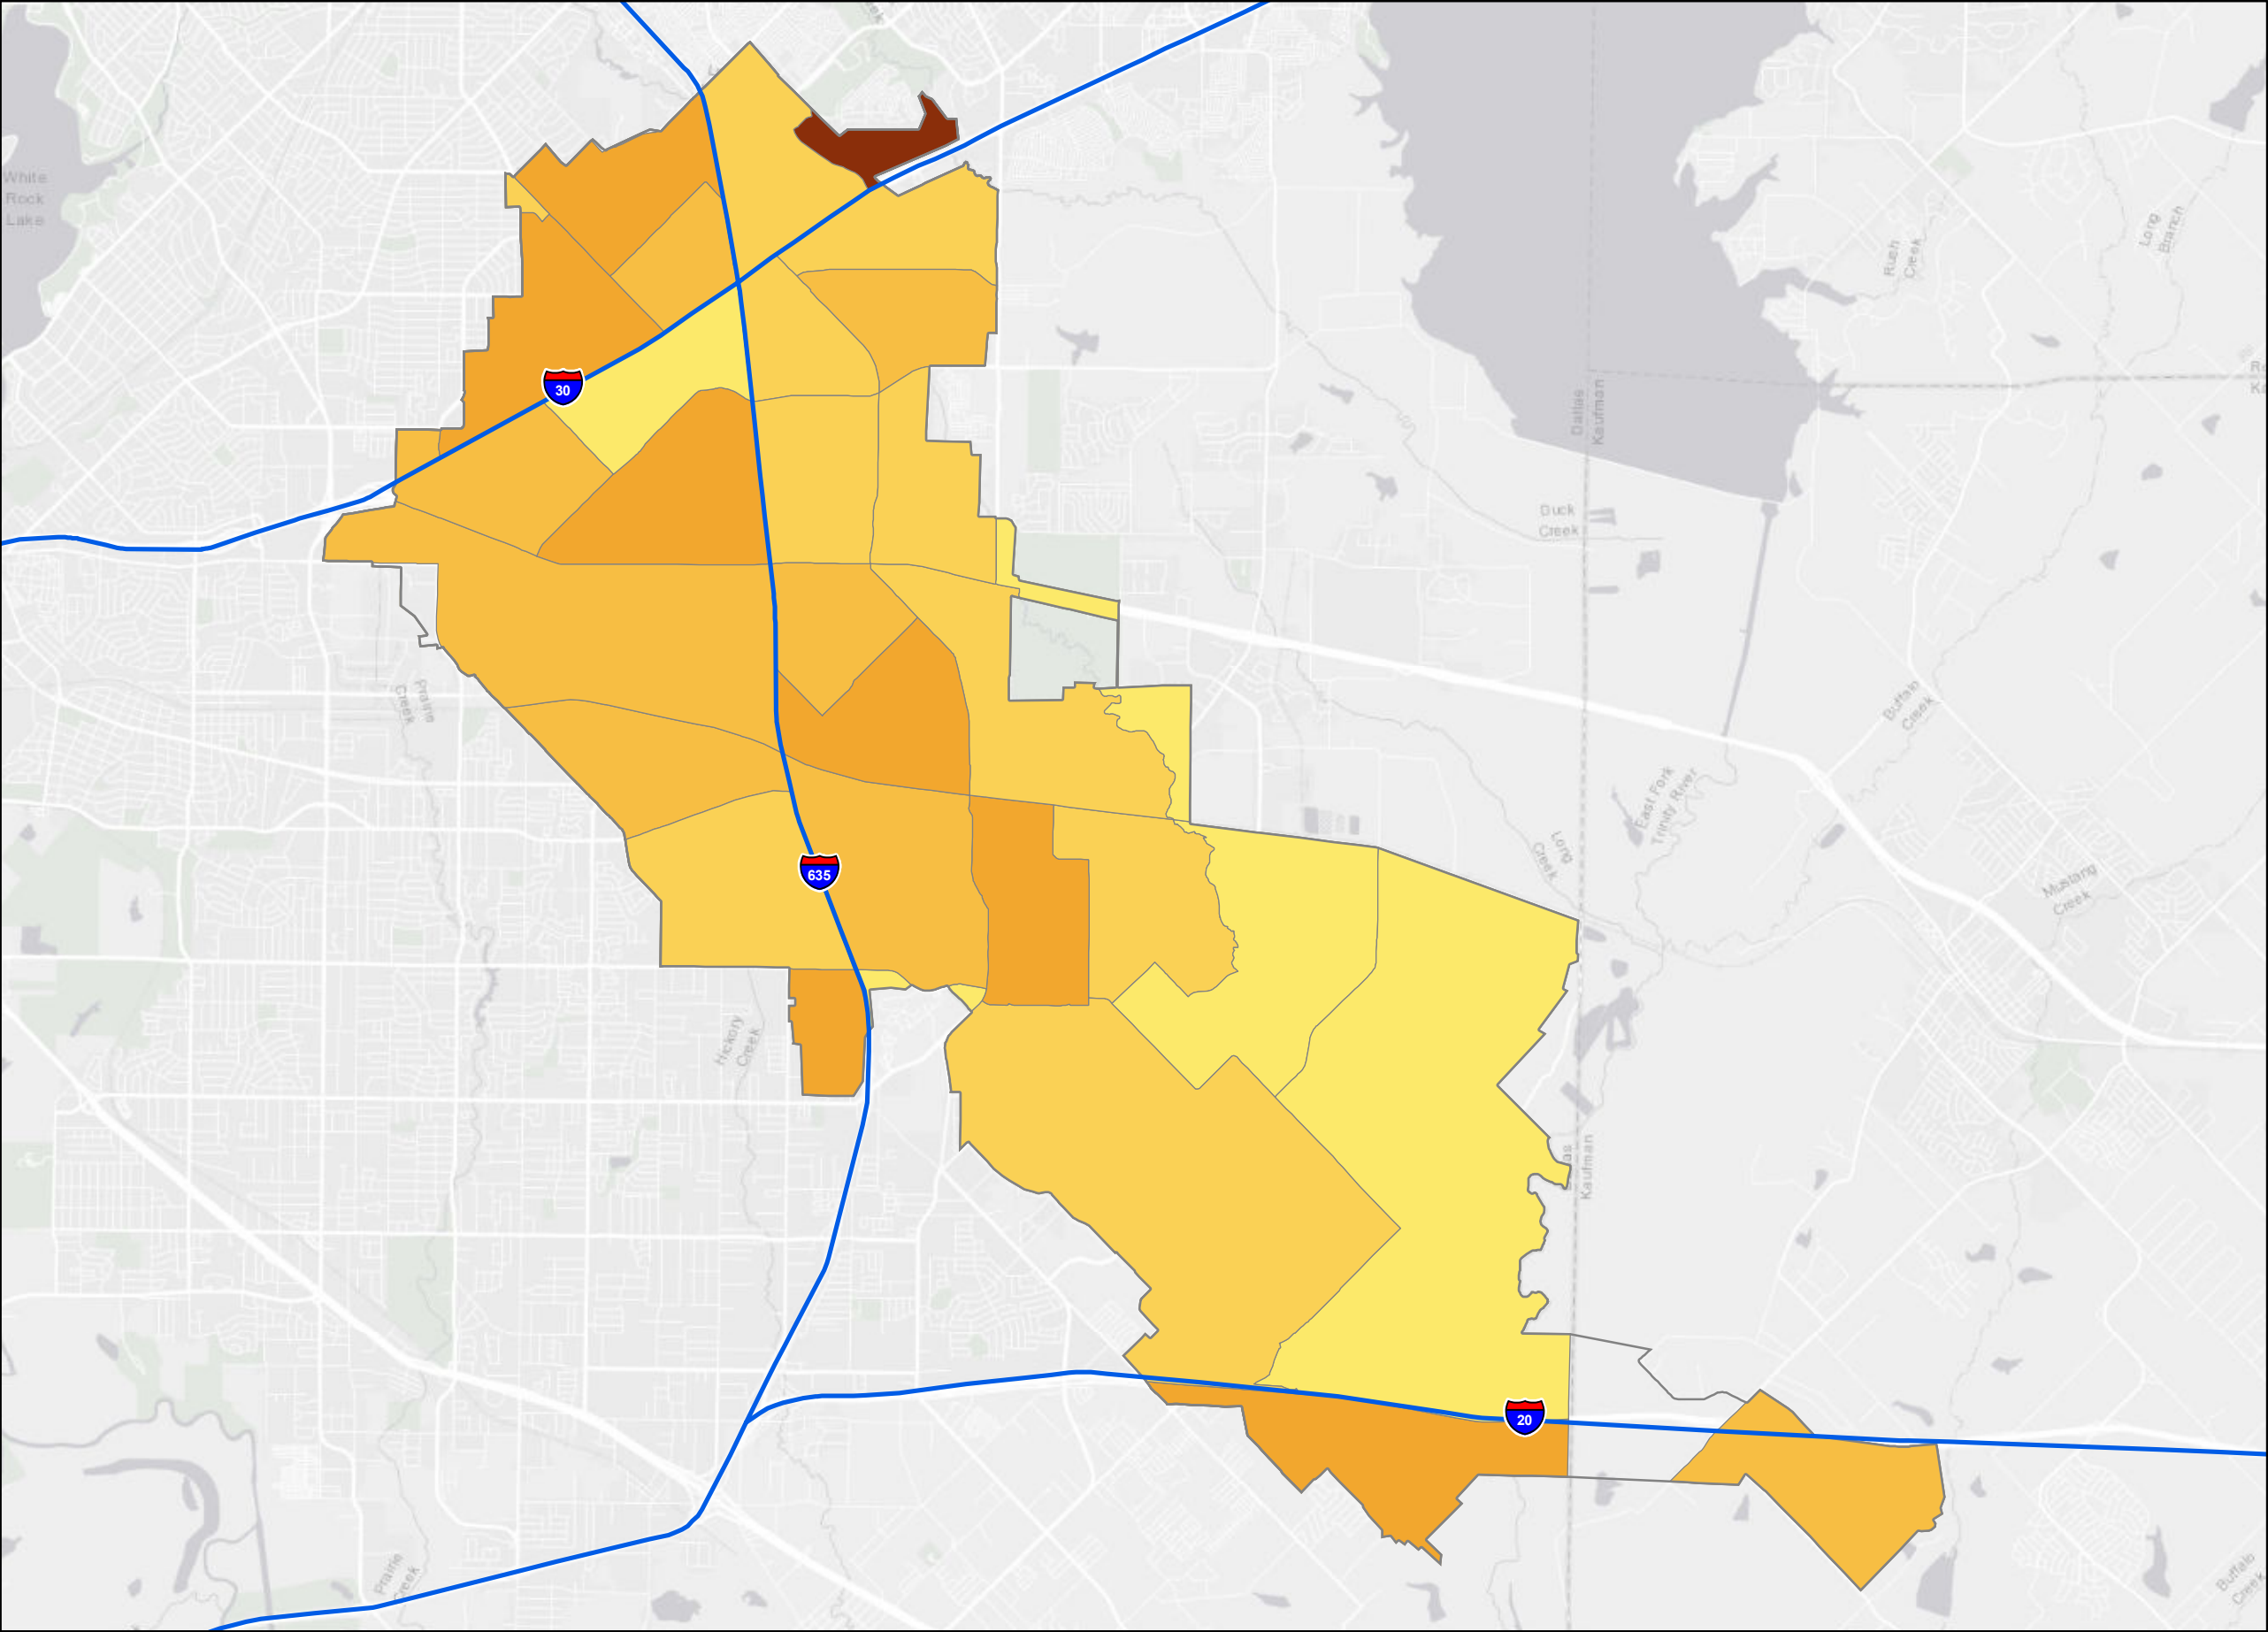 White
Rock
Lake
Long
Branch
Rush
Creek
30
Dallas
Kaufman
Duck
Creek
Prairie
Creek
Buffalo
Creek
East Fork
Trinity River
635
Long
Creek
Mustang
Creek
Hickory
Creek
Kaufman
20
Prairie
Creek
Buffalo
Creek